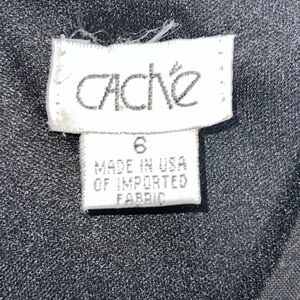 CAChé
6
MADE IN USA
OF IMPORTED
FABRIC